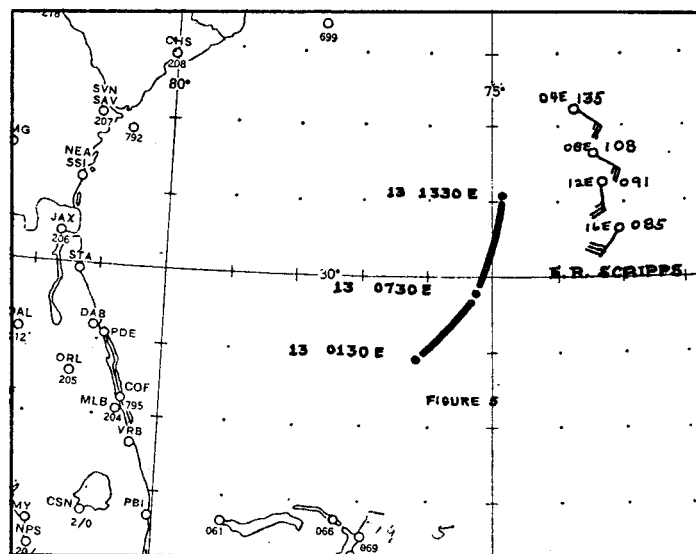 CHS
208
699
80°
75°
SVN
SAV
207
792
04E 135
08E 108
NEA
SSI
12E 091
13 1330 E
16E 085
JAX
206
STA
E.R. SCRIPPS
30°
13 0730 E
DAB
PDE
13 0130 E
ORL
205
COF
795
MLB
204
FIGURE 5
VRB
CSN
2/0
PBI
MY
NPS
061
066
069
Fig 5